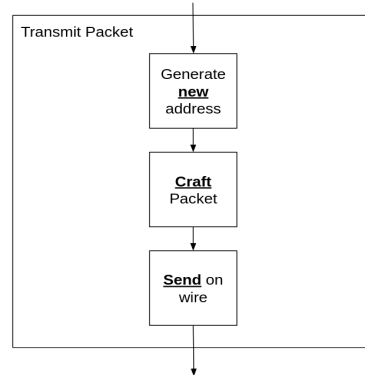 Transmit Packet
Generate
new
address
Craft
Packet
Send on
wire